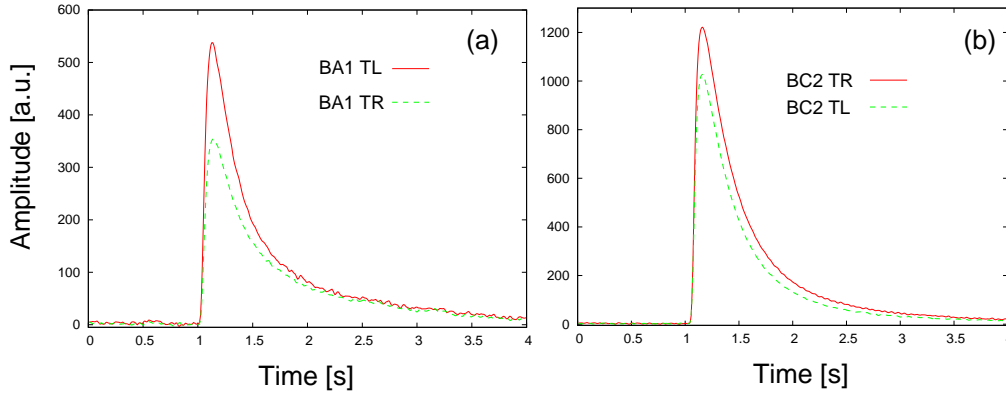 (a)
BA1 TL
BA1 TR
Amplitude [a.u.]
600
500
400
300
200
100
0
0 0.5 1 1.5 2 2.5 3 3.5 4
Time [s]
(b)
BC2 TR
BC2 TL
1200
1000
800
600
400
200
0
0 0.5 1 1.5 2 2.5 3 3.5 4
Time [s]